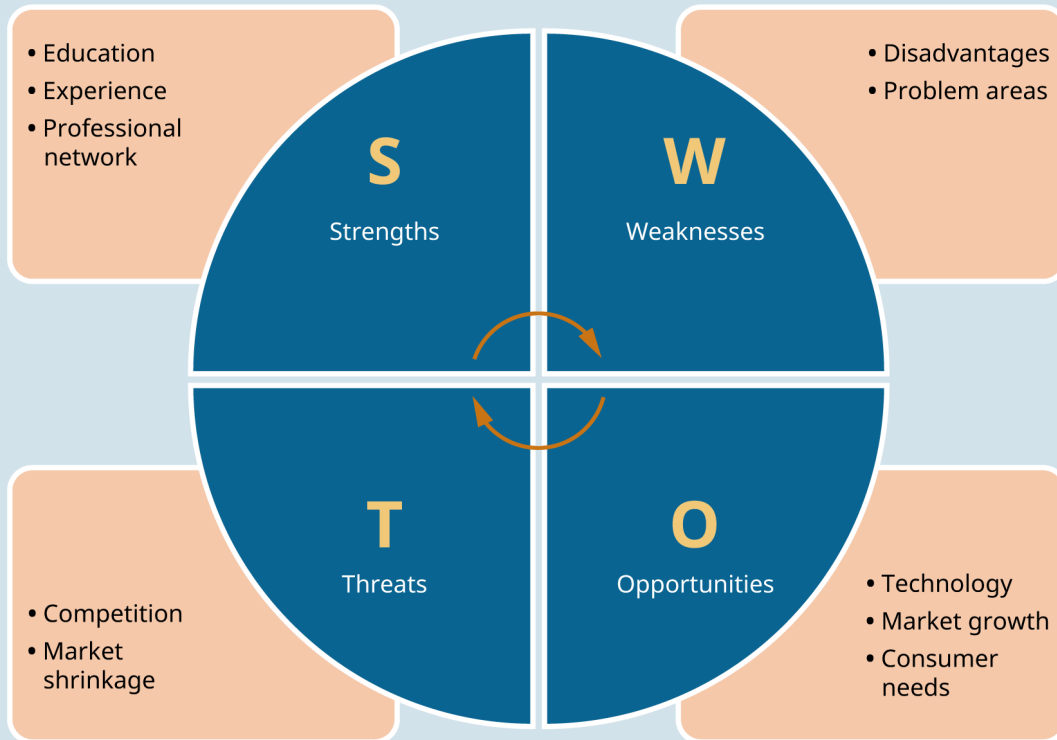 • Education
• Experience
• Professional
network
S
Strengths
W
Weaknesses
• Disadvantages
• Problem areas
T
Threats
• Competition
• Market
shrinkage
O
Opportunities
• Technology
• Market growth
• Consumer
needs